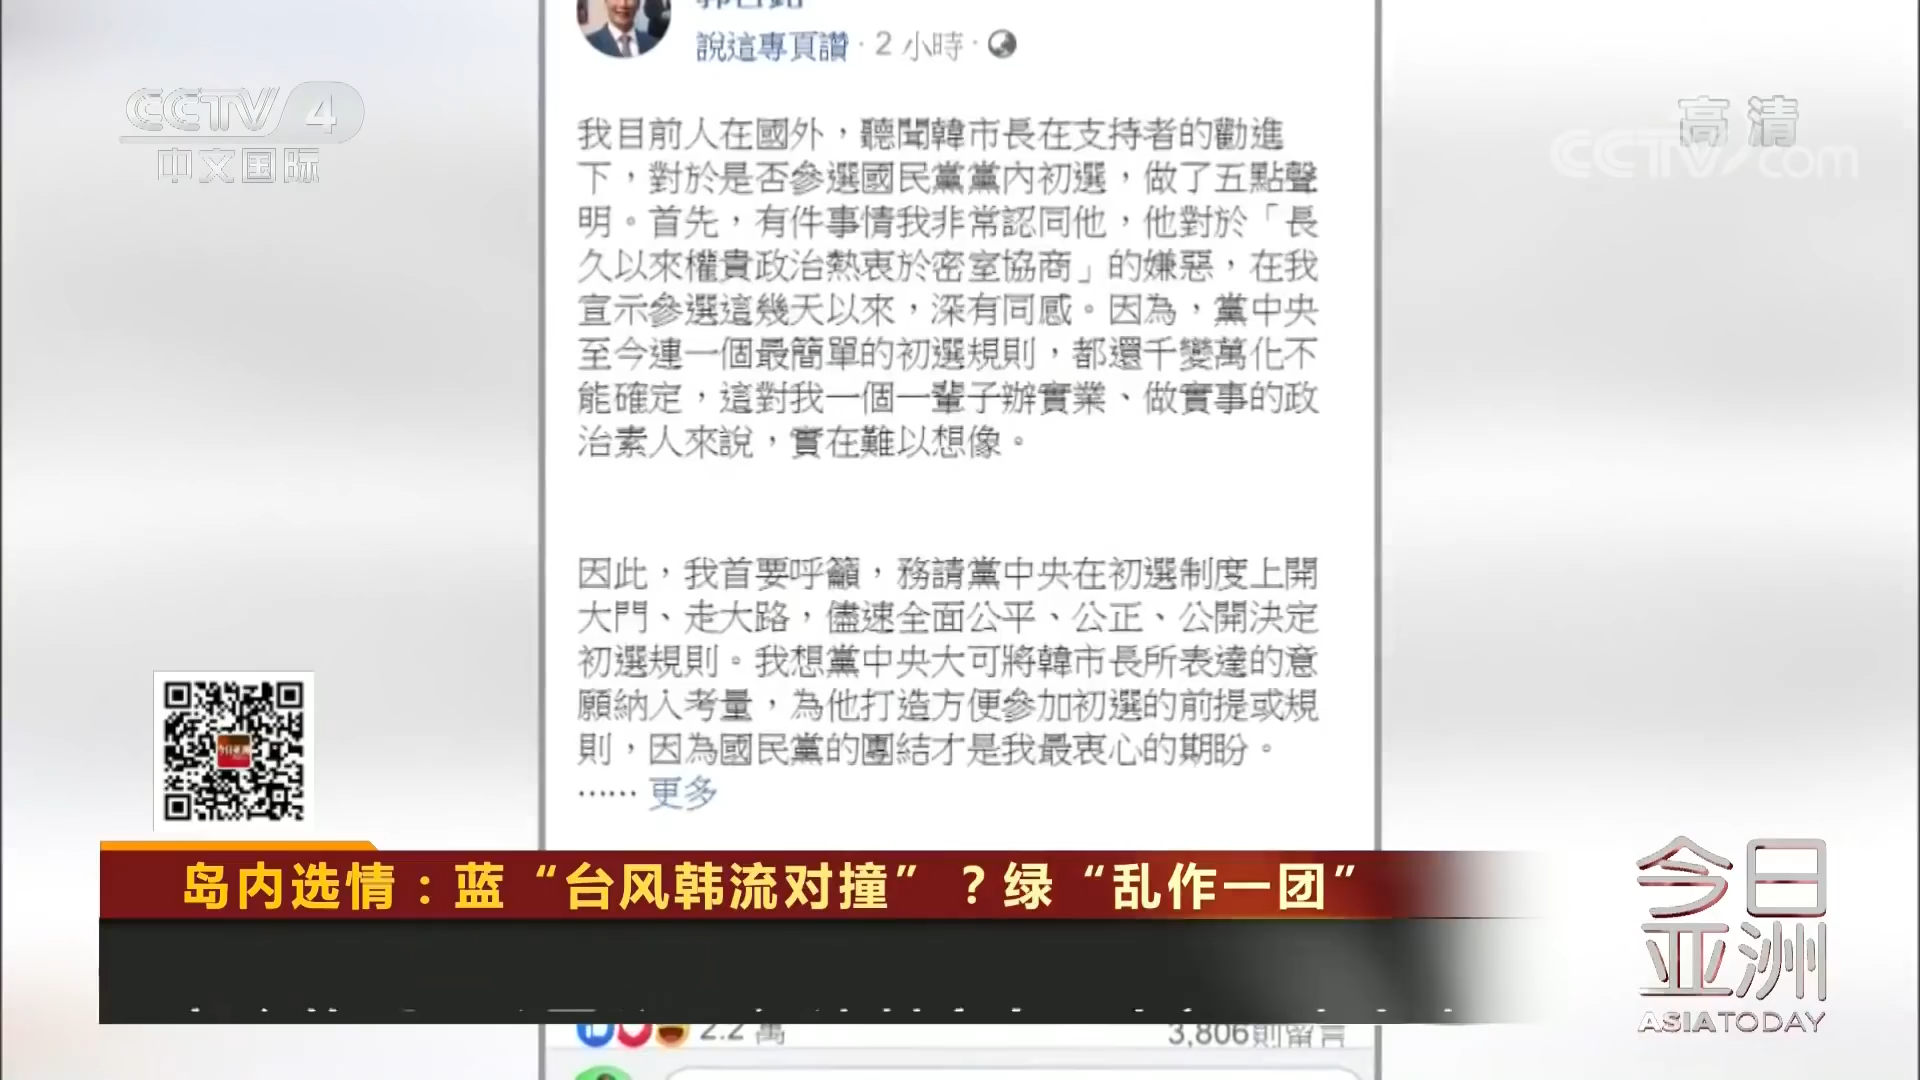 說這專頁讚 · 2 小時 ·
CCTV 4
中文国际
高清
CCTV.com
我目前人在國外，聽聞韓市長在支持者的勸進
下，對於是否參選國民黨黨內初選，做了五點聲
明。首先，有件事情我非常認同他，他對於「長
久以來權貴政治熱衷於密室協商」的嫌惡，在我
宣示參選這幾天以來，深有同感。因為，黨中央
至今連一個最簡單的初選規則，都還千變萬化不
能確定，這對我一個一輩子辦實業、做實事的政
治素人來說，實在難以想像。
因此，我首要呼籲，務請黨中央在初選制度上開
大門、走大路，儘速全面公平、公正、公開決定
初選規則。我想黨中央大可將韓市長所表達的意
願納入考量，為他打造方便參加初選的前提或規
則，因為國民黨的團結才是我最衷心的期盼。
…… 更多
岛内选情：蓝“台风韩流对撞”？绿“乱作一团”
今日
亚洲
ASIATODAY
2.2 萬
3,806則留言